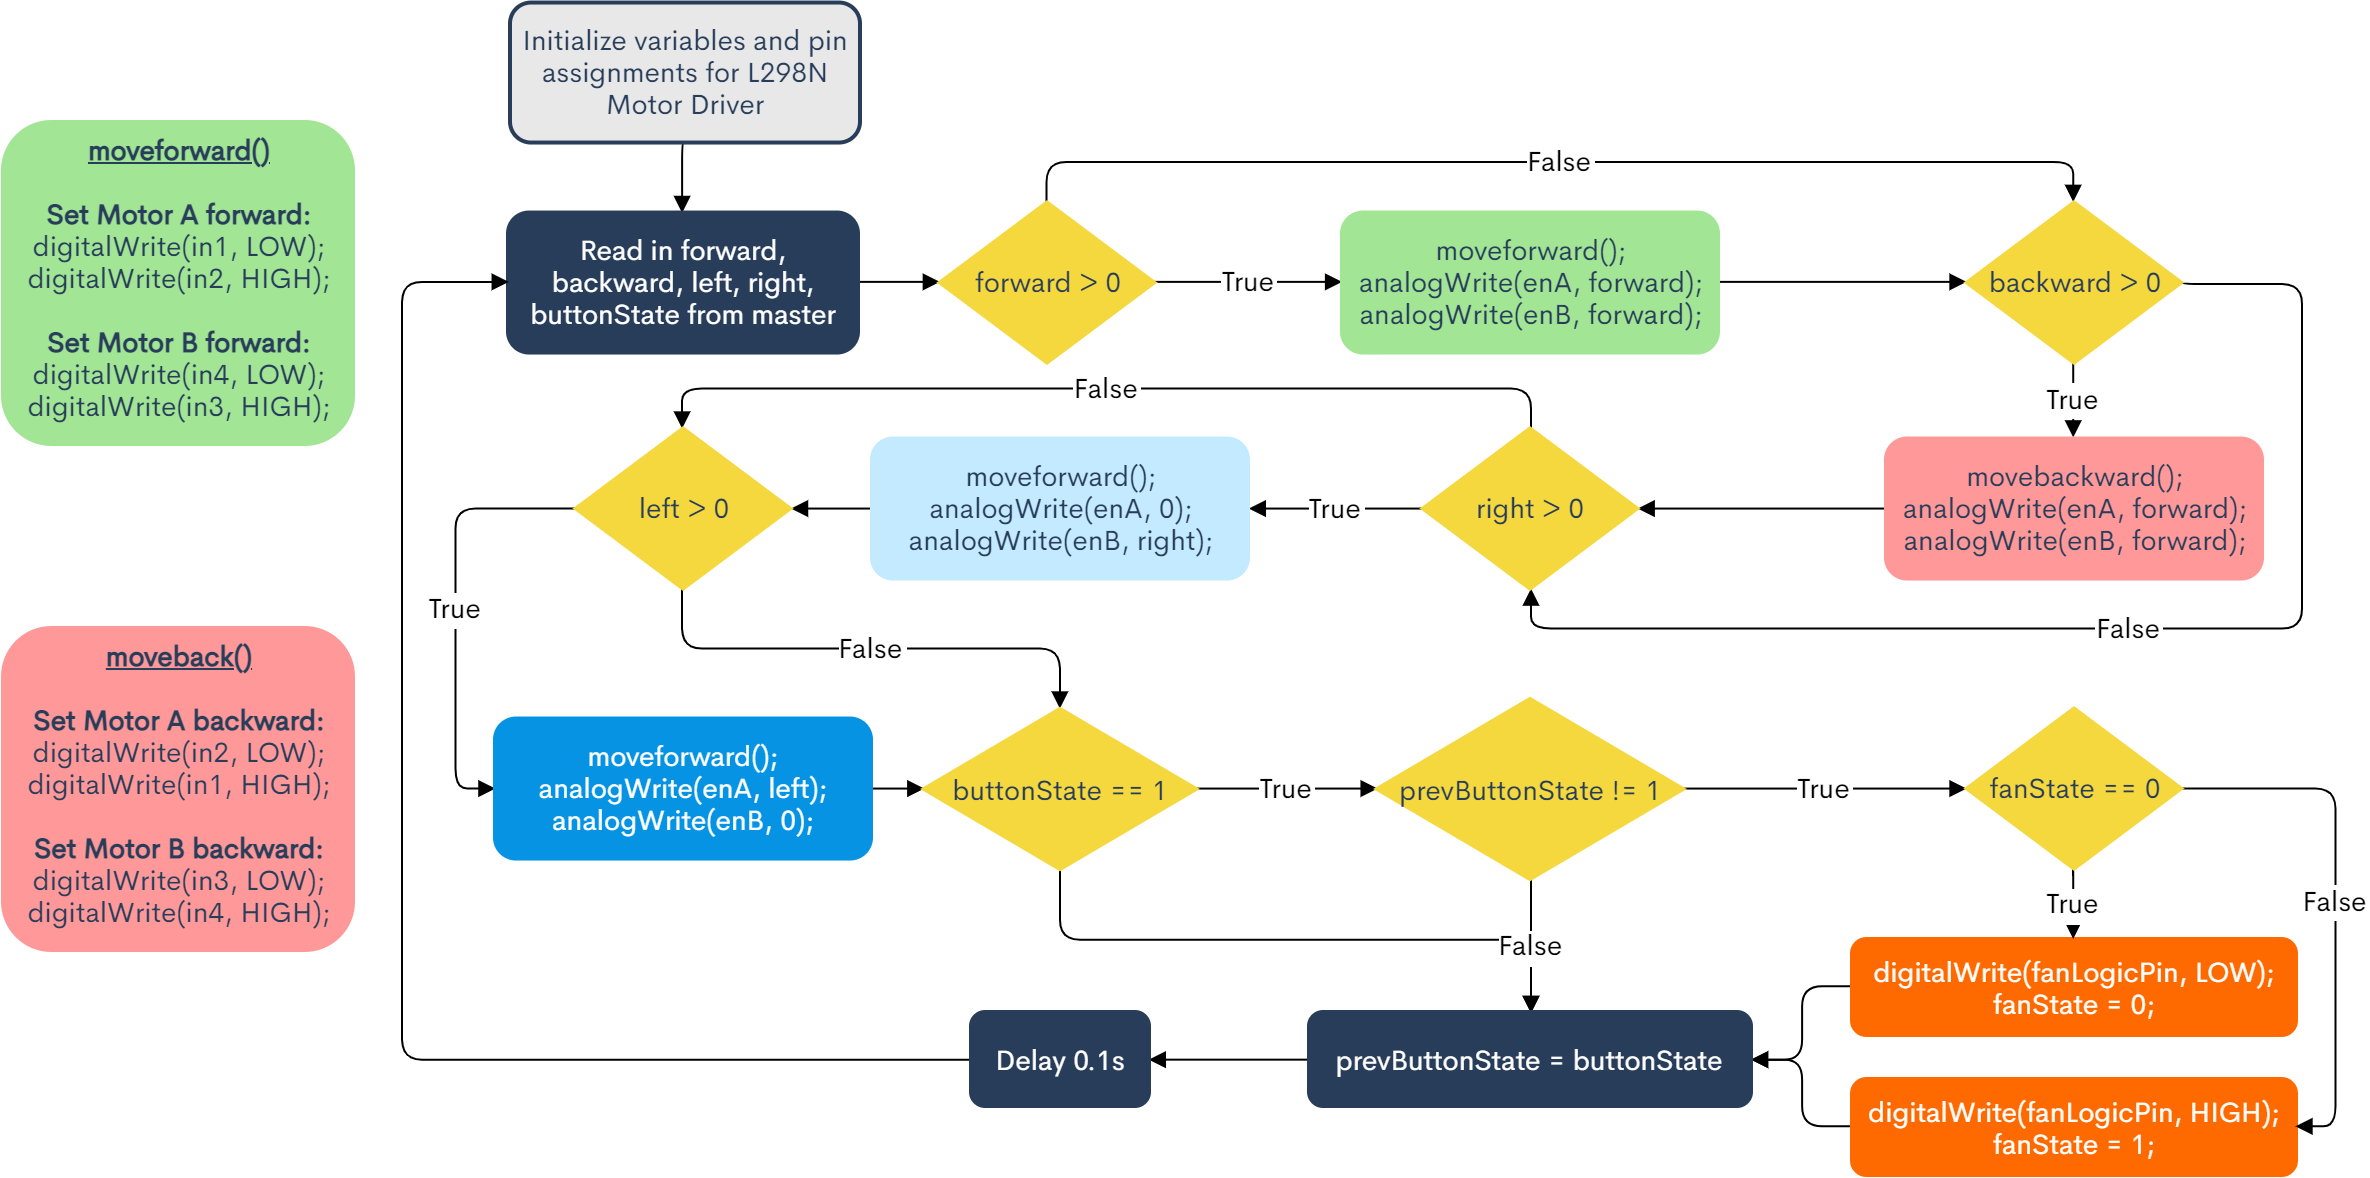 Initialize variables and pin
assignments for L298N
Motor Driver
moveforward()
Set Motor A forward:
digitalWrite(in1, LOW);
digitalWrite(in2, HIGH);
Set Motor B forward:
digitalWrite(in4, LOW);
digitalWrite(in3, HIGH);
moveback()
Set Motor A backward:
digitalWrite(in2, LOW);
digitalWrite(in1, HIGH);
Set Motor B backward:
digitalWrite(in3, LOW);
digitalWrite(in4, HIGH);
Read in forward,
backward, left, right,
buttonState from master
forward > 0
False
True
moveforward();
analogWrite(enA, forward);
analogWrite(enB, forward);
backward > 0
True
False
movebackward();
analogWrite(enA, forward);
analogWrite(enB, forward);
right > 0
False
True
moveforward();
analogWrite(enA, 0);
analogWrite(enB, right);
left > 0
True
False
moveforward();
analogWrite(enA, left);
analogWrite(enB, 0);
buttonState == 1
True
prevButtonState != 1
True
False
fanState == 0
True
False
digitalWrite(fanLogicPin, LOW);
fanState = 0;
digitalWrite(fanLogicPin, HIGH);
fanState = 1;
prevButtonState = buttonState
Delay 0.1s